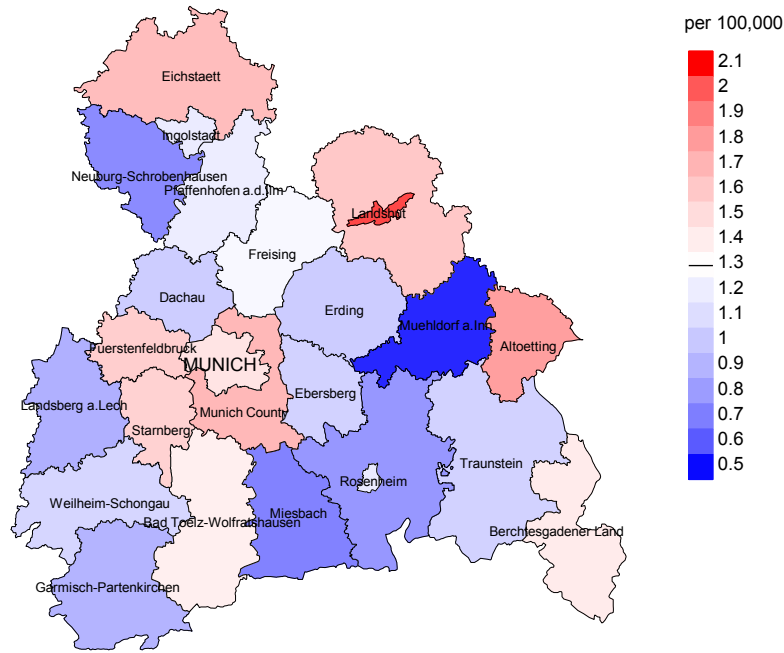 per 100,000
2.1
2
1.9
1.8
1.7
1.6
1.5
1.4
1.3
1.2
1.1
1
0.9
0.8
0.7
0.6
0.5
Eichstaett
Ingolstadt
Neuburg-Schrobenhausen
Pfaffenhofen a.d.Ilm
Landshut
Freising
Dachau
Erding
Muehldorf a.Inn
Altoetting
Fuerstenfeldbruck
MUNICH
Ebersberg
Landsberg a.Lech
Munich County
Starnberg
Traunstein
Rosenheim
Weilheim-Schongau
Miesbach
Bad Toelz-Wolfratshausen
Berchtesgadener Land
Garmisch-Partenkirchen